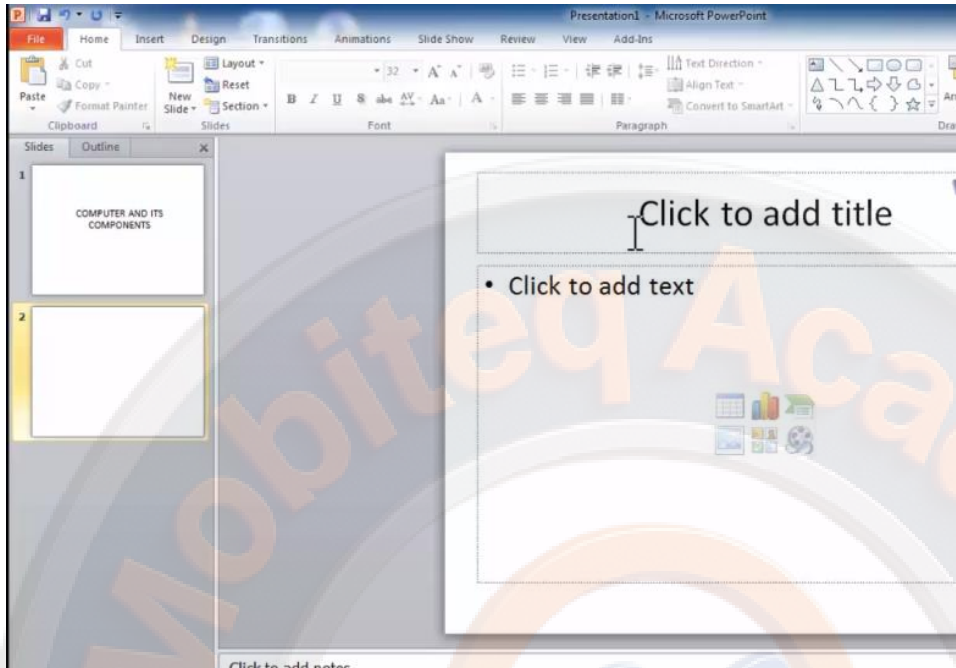 Presentation1 - Microsoft PowerPoint
File Home Insert Design Transitions Animations Slide Show Review View Add-Ins
Paste
Cut
Copy
Format Painter
Clipboard
New Slide
Layout
Reset
Section
Slides
32 A A
B I U S abc AV Aa A
Font
Text Direction
Align Text
Convert to SmartArt
Paragraph
Slides Outline
1
COMPUTER AND ITS
COMPONENTS
2
Click to add title
• Click to add text
Click to add notes
Mobiteq Aca